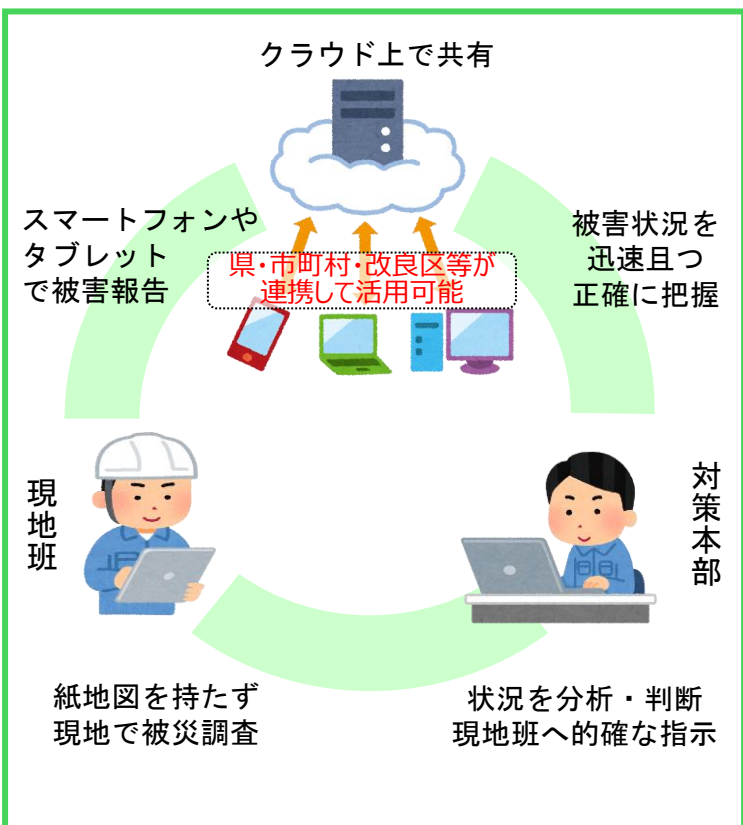 クラウド上で共有
スマートフォンや
タブレット
で被害報告
県・市町村・改良区等が
連携して活用可能
被害状況を
迅速且つ
正確に把握
現地班
対策本部
紙地図を持たず
現地で被災調査
状況を分析・判断
現地班へ的確な指示